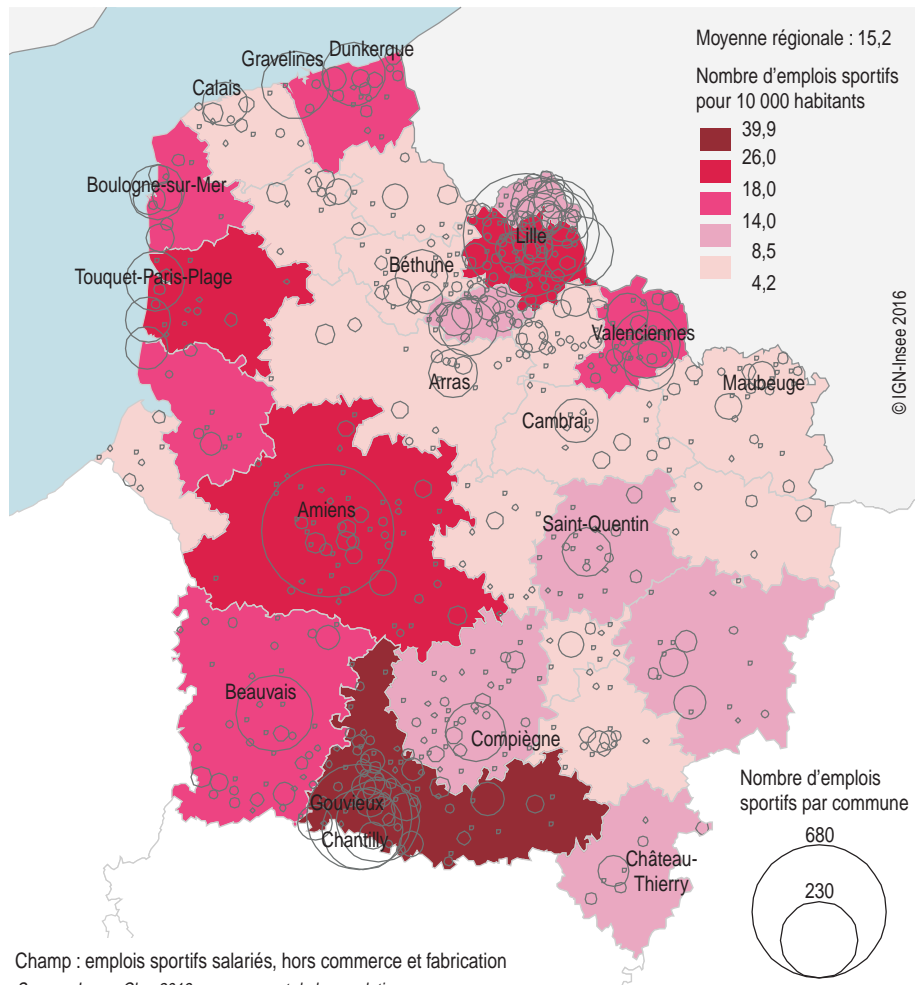 Moyenne régionale : 15,2
Nombre d'emplois sportifs
pour 10 000 habitants
39,9
26,0
18,0
14,0
8,5
4,2
Dunkerque
Gravelines
Calais
Boulogne-sur-Mer
Lille
Béthune
Touquet-Paris-Plage
Valenciennes
Arras
Maubeuge
Cambrai
Amiens
Saint-Quentin
Beauvais
Compiègne
Gouvieux
Chantilly
Château-
Thierry
© IGN-Insee 2016
Nombre d'emplois
sportifs par commune
680
230
Champ : emplois sportifs salariés, hors commerce et fabrication